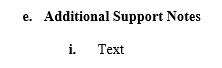 e. Additional Support Notes
i. Text